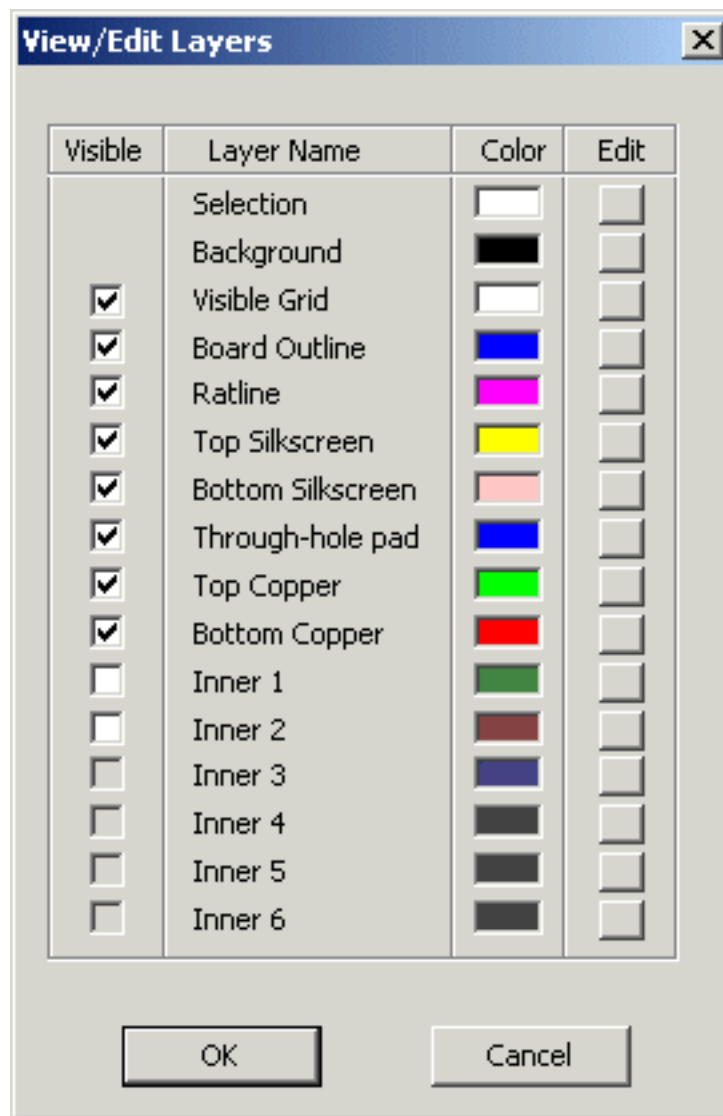 View/Edit Layers
Visible Layer Name Color Edit
Selection
Background
Visible Grid
Board Outline
Ratline
Top Silkscreen
Bottom Silkscreen
Through-hole pad
Top Copper
Bottom Copper
Inner 1
Inner 2
Inner 3
Inner 4
Inner 5
Inner 6
OK Cancel